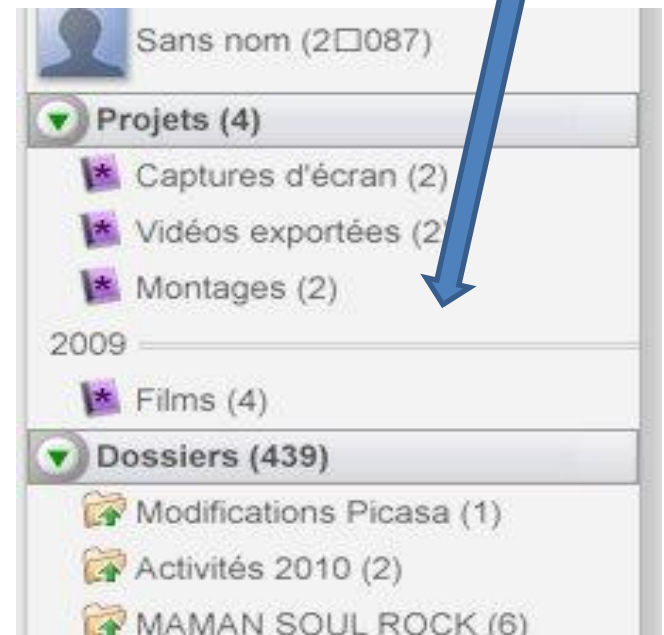 Sans nom (2□087)
Projets (4)
Captures d'écran (2)
Vidéos exportées (2
Montages (2)
2009
Films (4)
Dossiers (439)
Modifications Picasa (1)
Activités 2010 (2)
MAMAN SOUL ROCK (6)